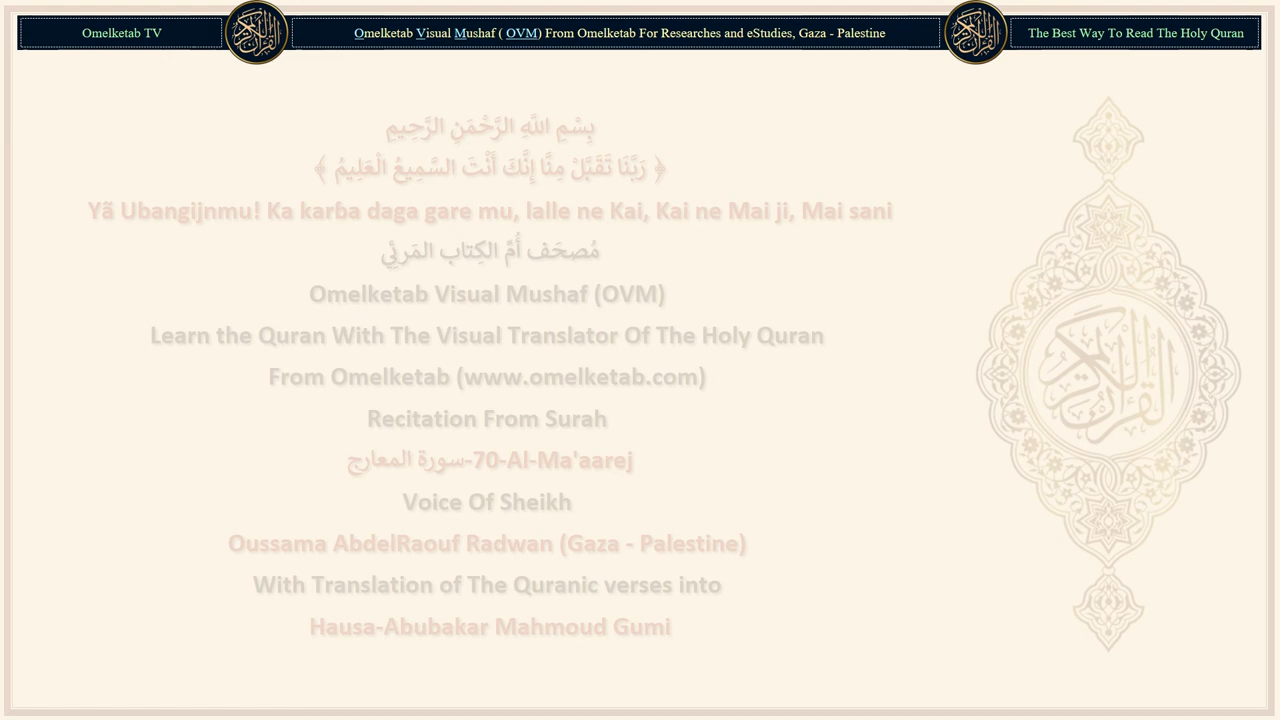 Omelketab TV
Omelketab Visual Mushaf ( OVM) From Omelketab For Researches and eStudies, Gaza - Palestine
The Best Way To Read The Holy Quran
بِسْمِ اللَّهِ الرَّحْمَنِ الرَّحِيمِ
﴿ رَبَّنَا تَقَبَّلْ مِنَّا إِنَّكَ أَنْتَ السَّمِيعُ الْعَلِيمُ ﴾
Yã Ubangijnmu! Ka karɓa daga gare mu, lalle ne Kai, Kai ne Mai ji, Mai sani
مُصحَف أُمِّ الكِتاب المَرئِي
Omelketab Visual Mushaf (OVM)
Learn the Quran With The Visual Translator Of The Holy Quran
From Omelketab (www.omelketab.com)
Recitation From Surah
سورة المعارج-70-Al-Ma'aarej
Voice Of Sheikh
Oussama AbdelRaouf Radwan (Gaza - Palestine)
With Translation of The Quranic verses into
Hausa-Abubakar Mahmoud Gumi
القرآن الكريم